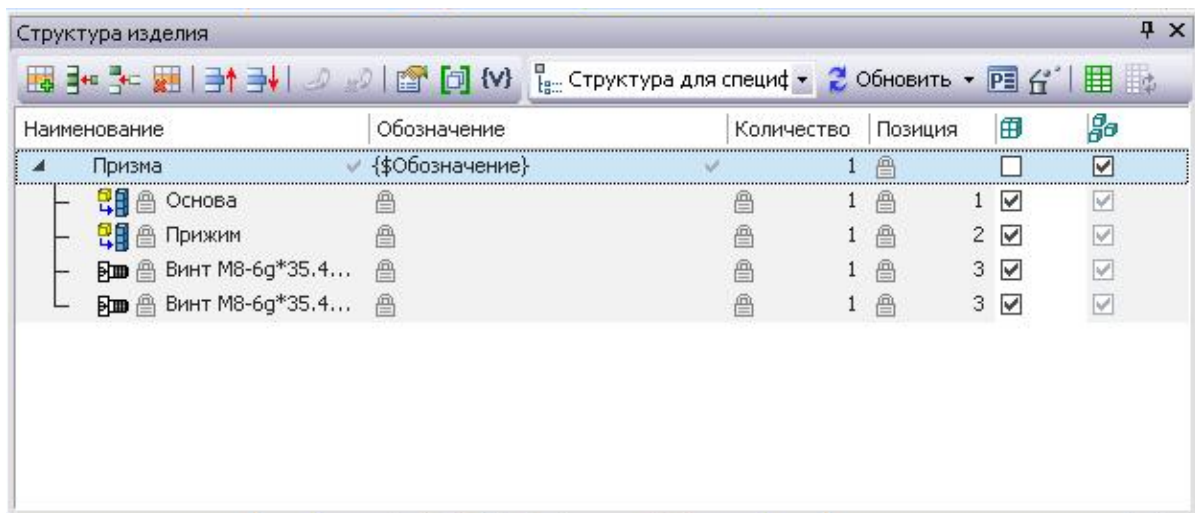 Структура изделия
{v} Структура для специф Обновить PE
Наименование Обозначение Количество Позиция
Призма {$Обозначение} 1
Основа 1 1
Прижим 1 2
Винт М8-6g*35.4... 1 3
Винт М8-6g*35.4... 1 3